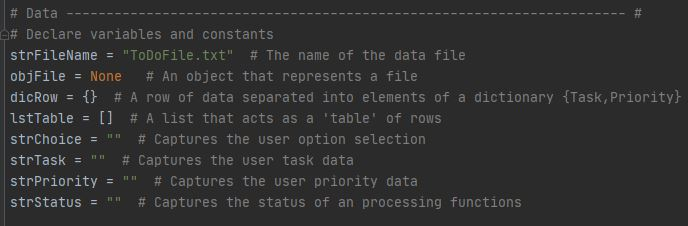 # Data ---------------------------------------------------------------------- #
# Declare variables and constants
strFileName = "ToDoFile.txt"  # The name of the data file
objFile = None   # An object that represents a file
dicRow = {}  # A row of data separated into elements of a dictionary {Task,Priority}
lstTable = []  # A list that acts as a 'table' of rows
strChoice = ""  # Captures the user option selection
strTask = ""  # Captures the user task data
strPriority = ""  # Captures the user priority data
strStatus = ""  # Captures the status of an processing functions